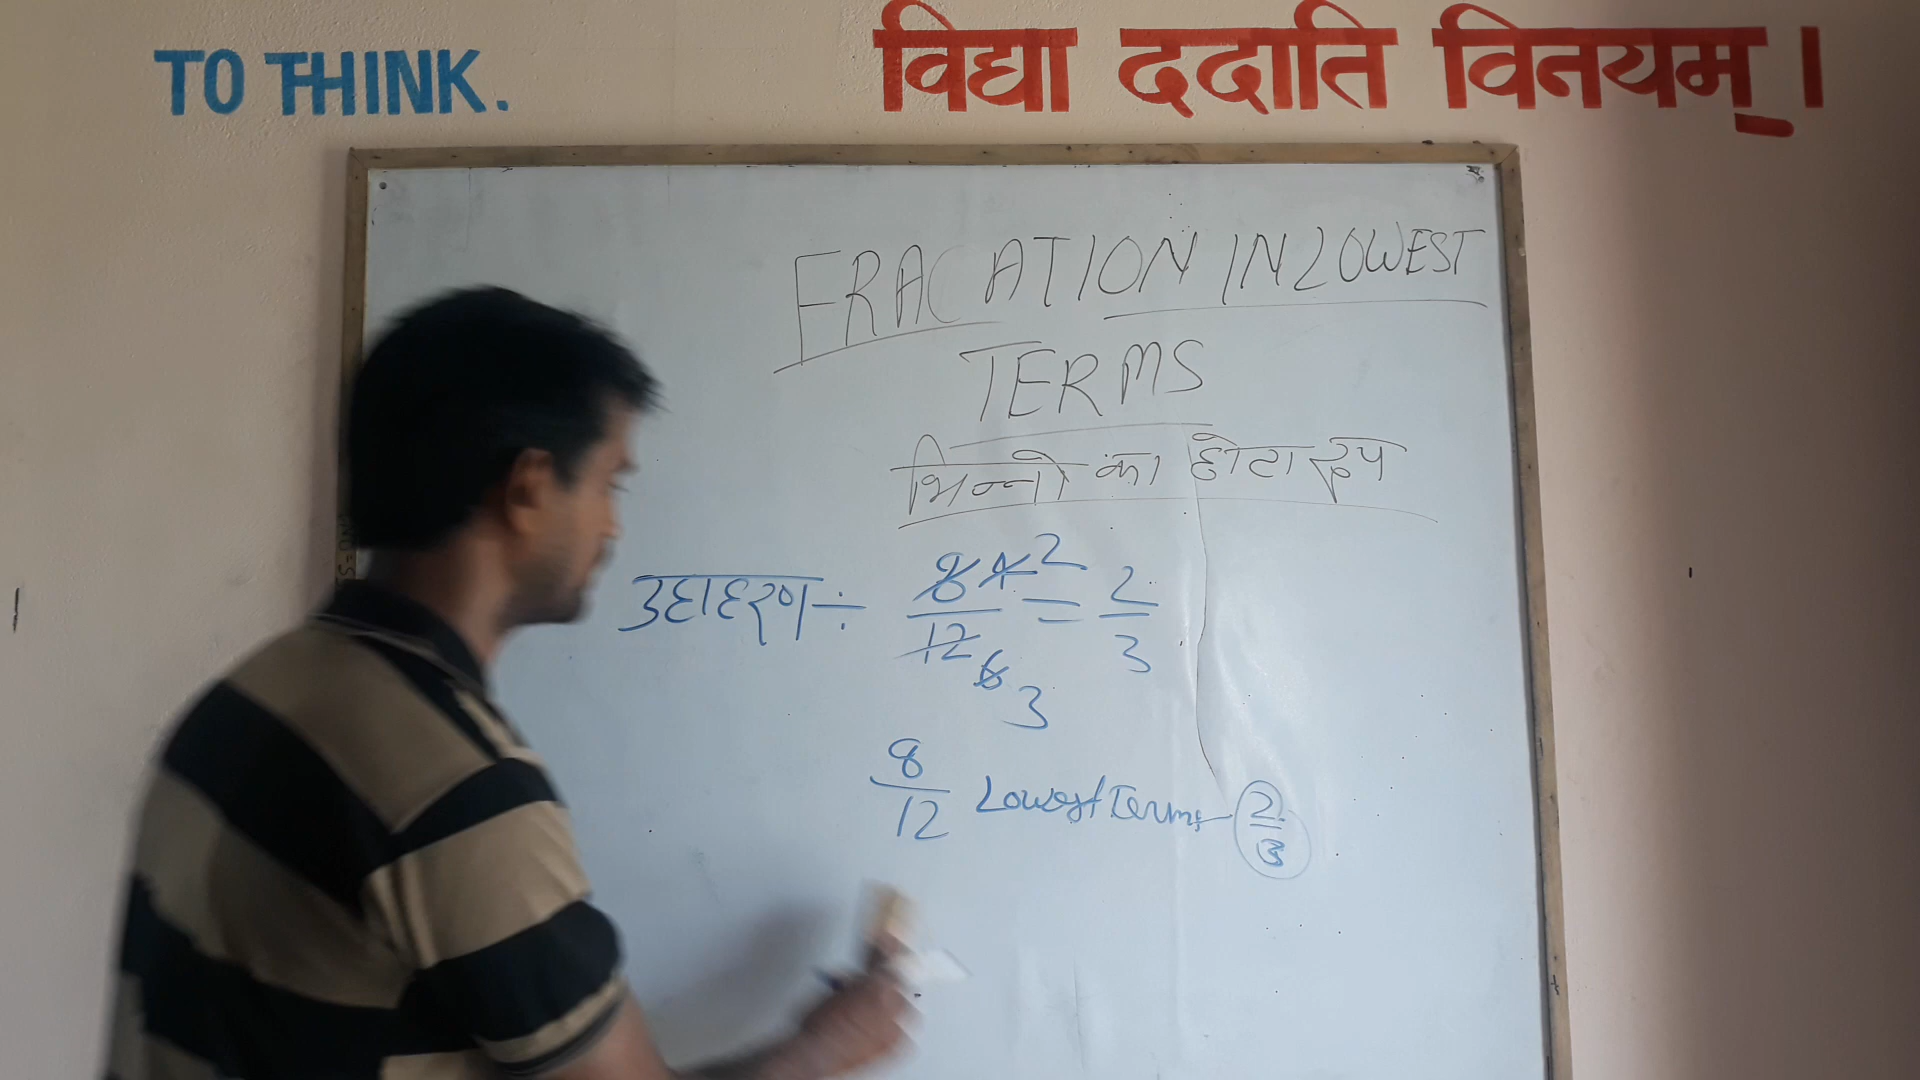 TO THINK.
विद्या ददाति विनयम् ।
FRACATION IN LOWEST
TERMS
भिन्नो का छोटा रूप
उदाहरण ÷ 8/12 4/6 2/3 = 2/3
8/12 Lowest Terms 2/3